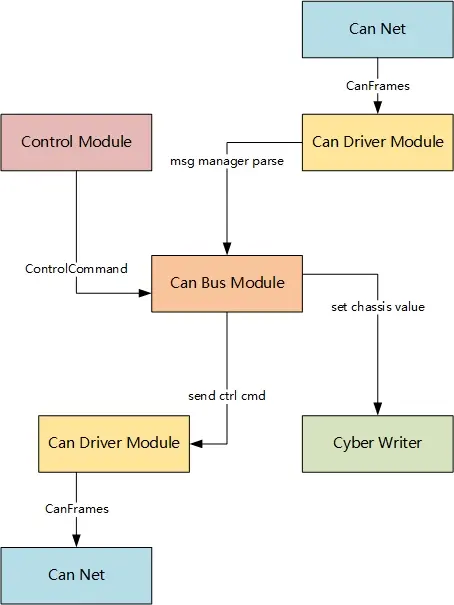 Can Net
CanFrames
Control Module
Can Driver Module
msg manager parse
ControlCommand
Can Bus Module
set chassis value
send ctrl cmd
Can Driver Module
Cyber Writer
CanFrames
Can Net